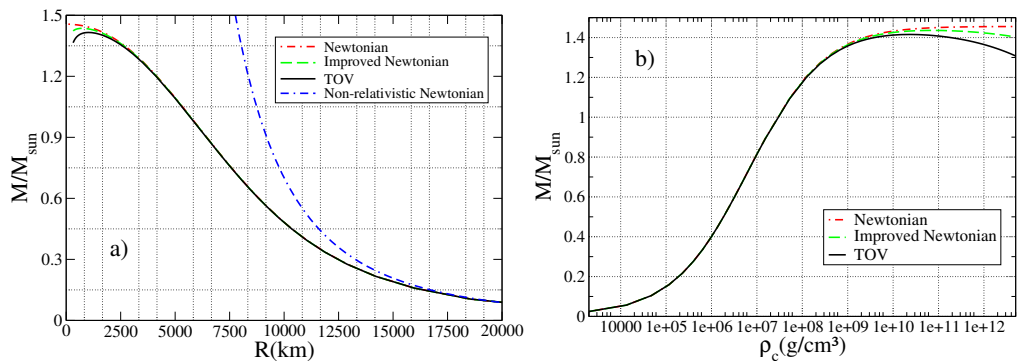 1.5
1.2
0.9
0.6
0.3
0
M/M_sun
a)
Newtonian
Improved Newtonian
TOV
Non-relativistic Newtonian
0 2500 5000 7500 10000 12500 15000 17500 20000
R(km)
1.4
1.2
1
0.8
0.6
0.4
0.2
0
M/M_sun
b)
Newtonian
Improved Newtonian
TOV
10000 1e+05 1e+06 1e+07 1e+08 1e+09 1e+10 1e+11 1e+12
ρ_c(g/cm³)